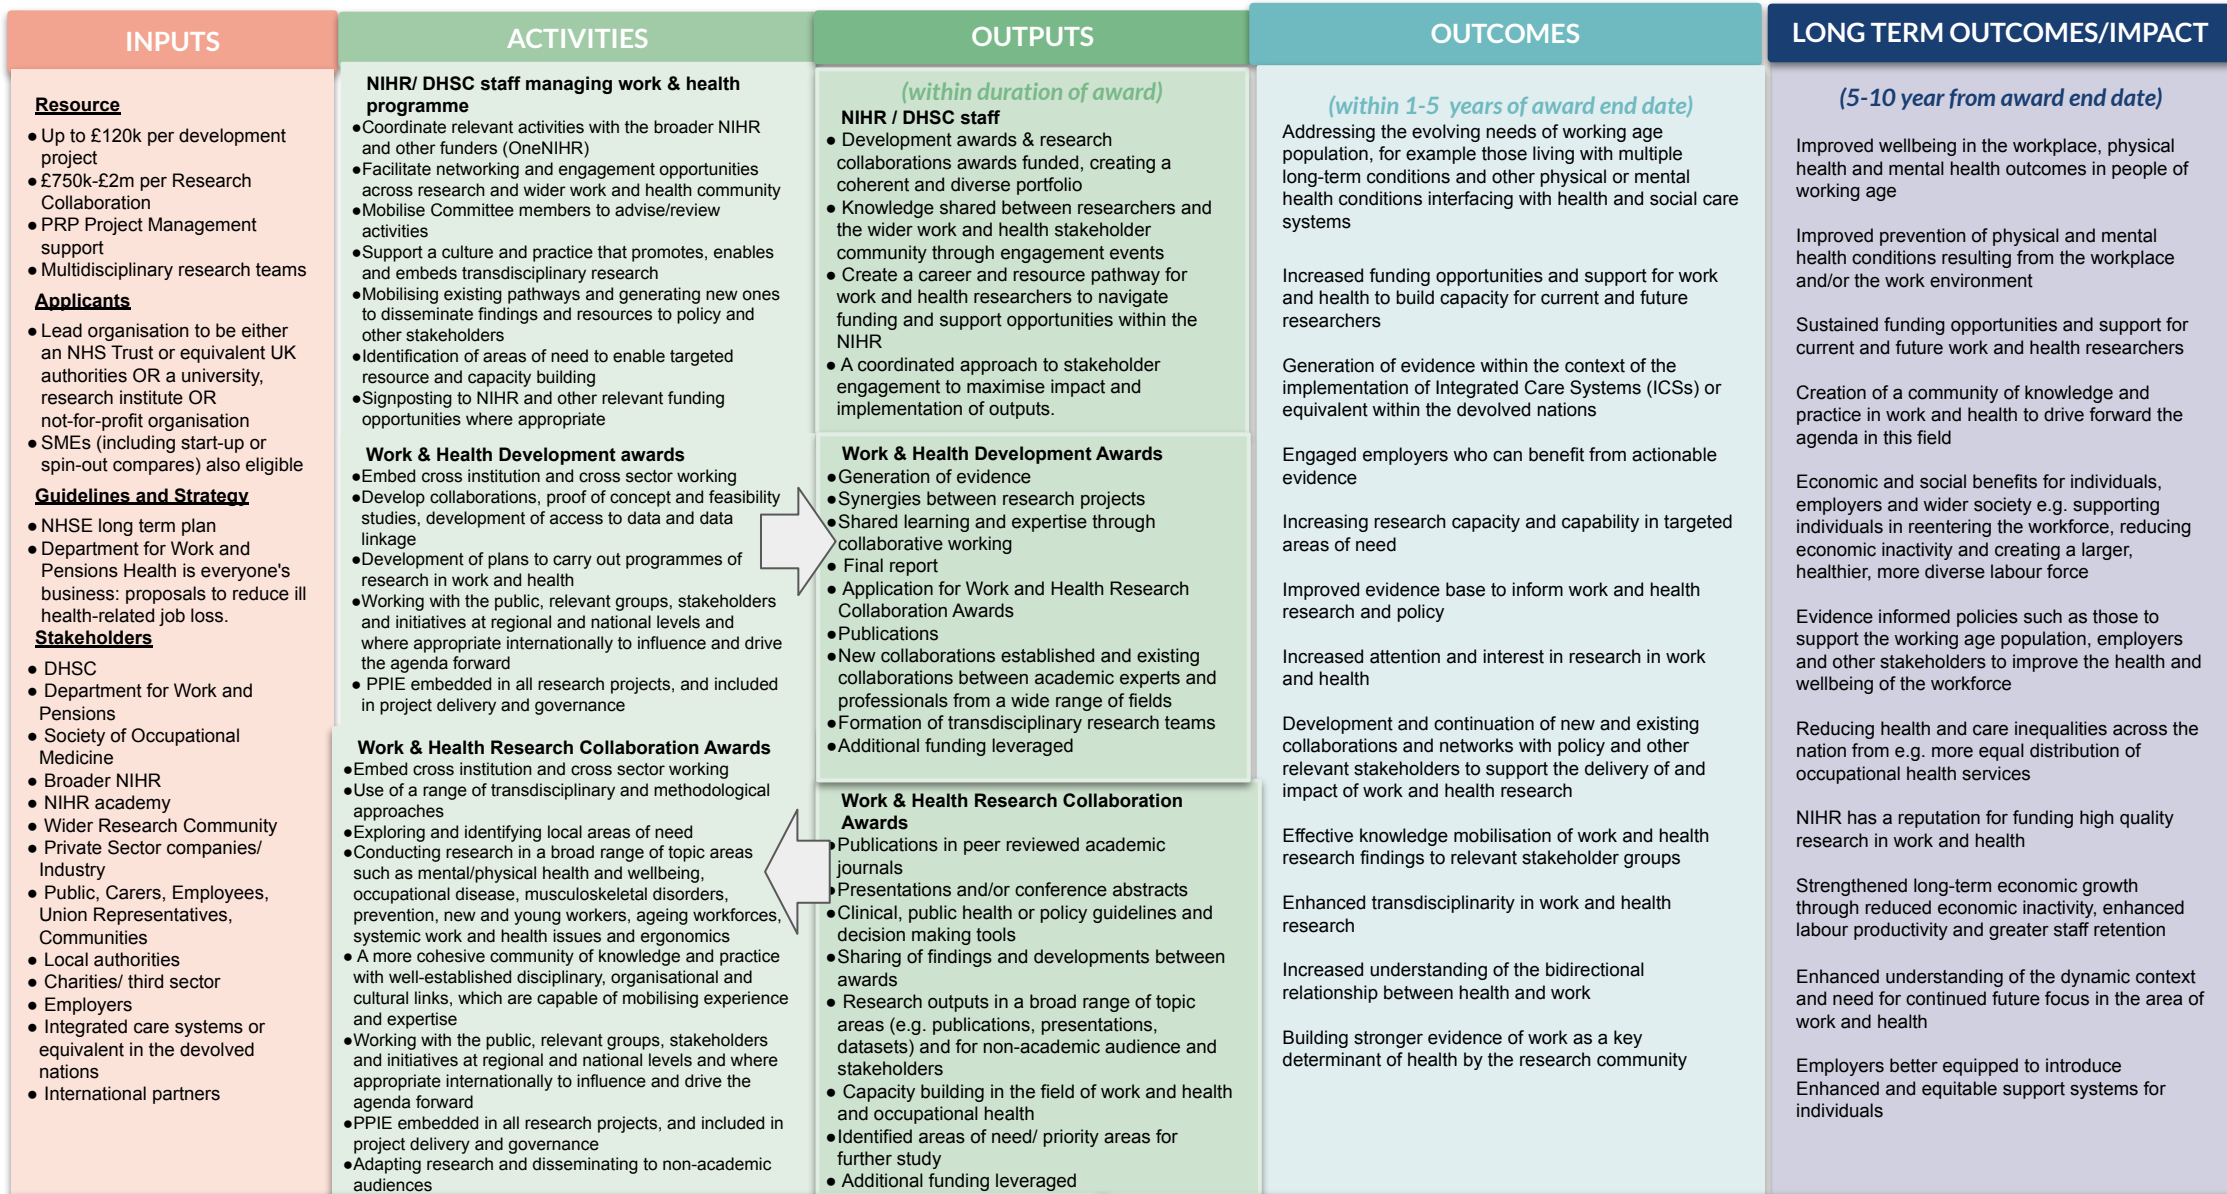 INPUTS
Resource
● Up to £120k per development
project
● £750k-£2m per Research
Collaboration
● PRP Project Management
support
● Multidisciplinary research teams
Applicants
● Lead organisation to be either
an NHS Trust or equivalent UK
authorities OR a university,
research institute OR
not-for-profit organisation
● SMEs (including start-up or
spin-out compares) also eligible
Guidelines and Strategy
● NHSE long term plan
● Department for Work and
Pensions Health is everyone's
business: proposals to reduce ill
health-related job loss.
Stakeholders
● DHSC
● Department for Work and
Pensions
● Society of Occupational
Medicine
● Broader NIHR
● NIHR academy
● Wider Research Community
● Private Sector companies/
Industry
● Public, Carers, Employees,
Union Representatives,
Communities
● Local authorities
● Charities/ third sector
● Employers
● Integrated care systems or
equivalent in the devolved
nations
● International partners
ACTIVITIES
NIHR/ DHSC staff managing work & health
programme
●Coordinate relevant activities with the broader NIHR
and other funders (OneNIHR)
●Facilitate networking and engagement opportunities
across research and wider work and health community
●Mobilise Committee members to advise/review
activities
●Support a culture and practice that promotes, enables
and embeds transdisciplinary research
●Mobilising existing pathways and generating new ones
to disseminate findings and resources to policy and
other stakeholders
●Identification of areas of need to enable targeted
resource and capacity building
●Signposting to NIHR and other relevant funding
opportunities where appropriate
Work & Health Development awards
●Embed cross institution and cross sector working
●Develop collaborations, proof of concept and feasibility
studies, development of access to data and data
linkage
●Development of plans to carry out programmes of
research in work and health
●Working with the public, relevant groups, stakeholders
and initiatives at regional and national levels and
where appropriate internationally to influence and drive
the agenda forward
● PPIE embedded in all research projects, and included
in project delivery and governance
Work & Health Research Collaboration Awards
●Embed cross institution and cross sector working
●Use of a range of transdisciplinary and methodological
approaches
●Exploring and identifying local areas of need
●Conducting research in a broad range of topic areas
such as mental/physical health and wellbeing,
occupational disease, musculoskeletal disorders,
prevention, new and young workers, ageing workforces,
systemic work and health issues and ergonomics
● A more cohesive community of knowledge and practice
with well-established disciplinary, organisational and
cultural links, which are capable of mobilising experience
and expertise
●Working with the public, relevant groups, stakeholders
and initiatives at regional and national levels and where
appropriate internationally to influence and drive the
agenda forward
●PPIE embedded in all research projects, and included in
project delivery and governance
●Adapting research and disseminating to non-academic
audiences
OUTPUTS
(within duration of award)
NIHR / DHSC staff
● Development awards & research
collaborations awards funded, creating a
coherent and diverse portfolio
● Knowledge shared between researchers and
the wider work and health stakeholder
community through engagement events
● Create a career and resource pathway for
work and health researchers to navigate
funding and support opportunities within the
NIHR
● A coordinated approach to stakeholder
engagement to maximise impact and
implementation of outputs.
Work & Health Development Awards
●Generation of evidence
●Synergies between research projects
●Shared learning and expertise through
collaborative working
● Final report
● Application for Work and Health Research
Collaboration Awards
●Publications
●New collaborations established and existing
collaborations between academic experts and
professionals from a wide range of fields
●Formation of transdisciplinary research teams
●Additional funding leveraged
Work & Health Research Collaboration
Awards
●Publications in peer reviewed academic
journals
●Presentations and/or conference abstracts
●Clinical, public health or policy guidelines and
decision making tools
●Sharing of findings and developments between
awards
● Research outputs in a broad range of topic
areas (e.g. publications, presentations,
datasets) and for non-academic audience and
stakeholders
● Capacity building in the field of work and health
and occupational health
●Identified areas of need/ priority areas for
further study
● Additional funding leveraged
OUTCOMES
(within 1-5 years of award end date)
Addressing the evolving needs of working age
population, for example those living with multiple
long-term conditions and other physical or mental
health conditions interfacing with health and social care
systems
Increased funding opportunities and support for work
and health to build capacity for current and future
researchers
Generation of evidence within the context of the
implementation of Integrated Care Systems (ICSs) or
equivalent within the devolved nations
Engaged employers who can benefit from actionable
evidence
Increasing research capacity and capability in targeted
areas of need
Improved evidence base to inform work and health
research and policy
Increased attention and interest in research in work
and health
Development and continuation of new and existing
collaborations and networks with policy and other
relevant stakeholders to support the delivery of and
impact of work and health research
Effective knowledge mobilisation of work and health
research findings to relevant stakeholder groups
Enhanced transdisciplinarity in work and health
research
Increased understanding of the bidirectional
relationship between health and work
Building stronger evidence of work as a key
determinant of health by the research community
LONG TERM OUTCOMES/IMPACT
(5-10 year from award end date)
Improved wellbeing in the workplace, physical
health and mental health outcomes in people of
working age
Improved prevention of physical and mental
health conditions resulting from the workplace
and/or the work environment
Sustained funding opportunities and support for
current and future work and health researchers
Creation of a community of knowledge and
practice in work and health to drive forward the
agenda in this field
Economic and social benefits for individuals,
employers and wider society e.g. supporting
individuals in reentering the workforce, reducing
economic inactivity and creating a larger,
healthier, more diverse labour force
Evidence informed policies such as those to
support the working age population, employers
and other stakeholders to improve the health and
wellbeing of the workforce
Reducing health and care inequalities across the
nation from e.g. more equal distribution of
occupational health services
NIHR has a reputation for funding high quality
research in work and health
Strengthened long-term economic growth
through reduced economic inactivity, enhanced
labour productivity and greater staff retention
Enhanced understanding of the dynamic context
and need for continued future focus in the area of
work and health
Employers better equipped to introduce
Enhanced and equitable support systems for
individuals